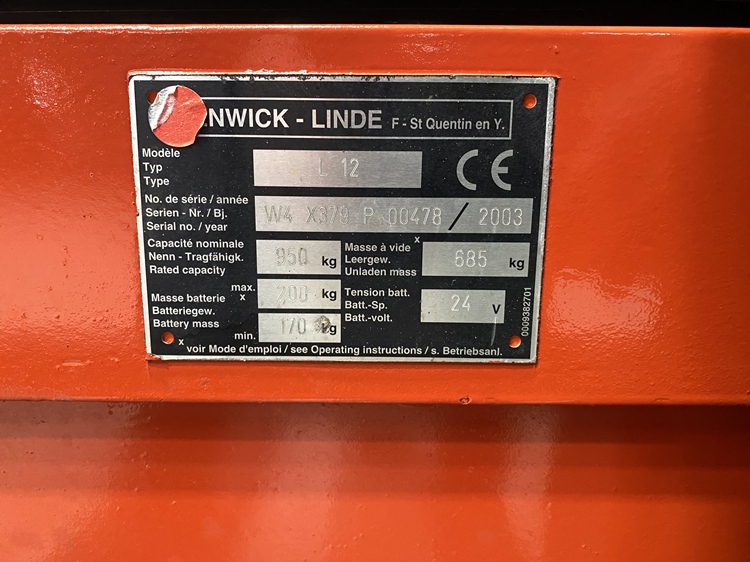 NWICK - LINDE F - St Quentin en Y.
Modèle
Typ
Type
L 12
CE
No. de série / année
Serien - Nr. / Bj.
Serial no. / year
W4 X379 P 00478 / 2003
Capacité nominale
Nenn - Tragfähigk.
Rated capacity
950 kg
Masse à vide x
Leergew.
Unladen mass
685 kg
Masse batterie x
Batteriegew.
Battery mass
max. 200 kg
min. 170 kg
Tension batt.
Batt.-Sp.
Batt.-volt.
24 V
0009382701
x voir Mode d'emploi / see Operating instructions / s. Betriebsanl.